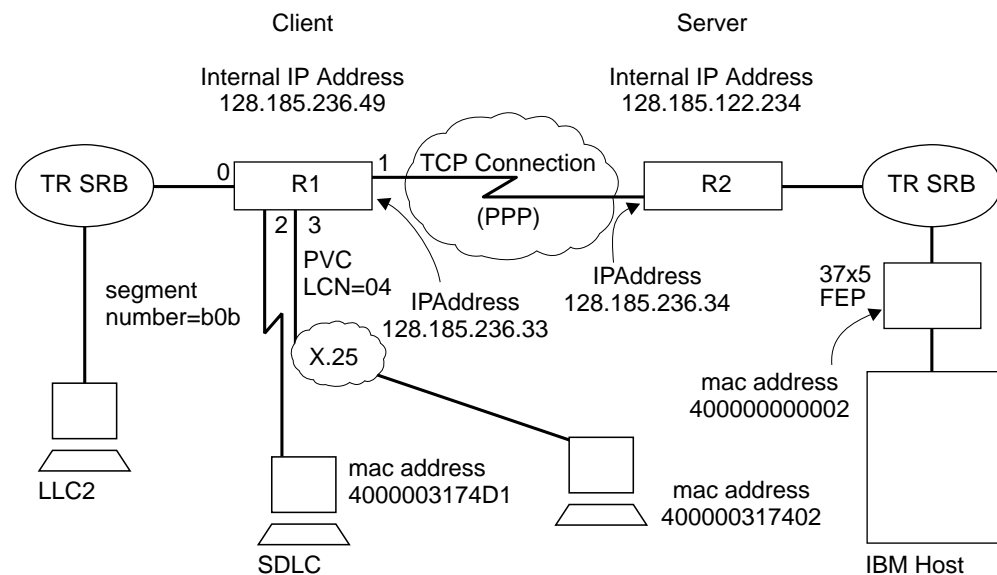 Client
Server
Internal IP Address
128.185.236.49
Internal IP Address
128.185.122.234
TR SRB
0
R1
1
TCP Connection
(PPP)
R2
TR SRB
2
3
PVC
LCN=04
segment
number=b0b
IPAddress
128.185.236.33
IPAddress
128.185.236.34
37x5
FEP
X.25
mac address
400000000002
LLC2
mac address
4000003174D1
mac address
400000317402
SDLC
IBM Host